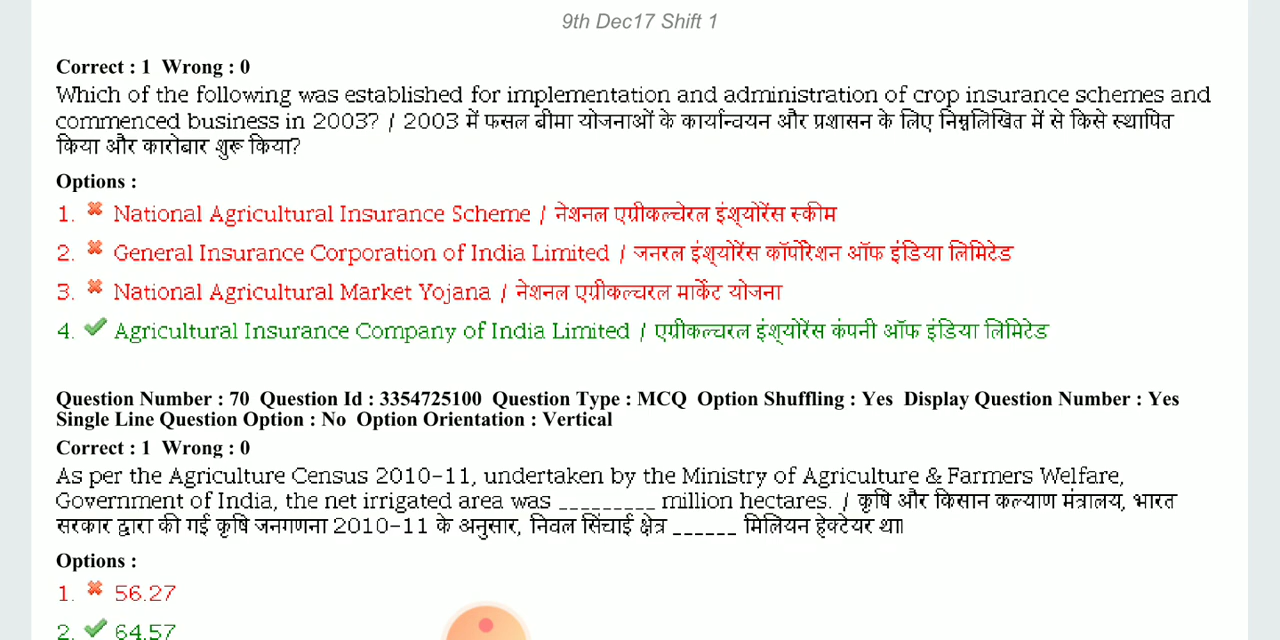 9th Dec17 Shift 1
Correct : 1 Wrong : 0
Which of the following was established for implementation and administration of crop insurance schemes and
commenced business in 2003? / 2003 में फसल बीमा योजनाओं के कार्यान्वयन और प्रशासन के लिए निम्नलिखित में से किसे स्थापित
किया और कारोबार शुरू किया?
Options :
1. National Agricultural Insurance Scheme / नेशनल एग्रीकल्चेरल इंश्योरेंस स्कीम
2. General Insurance Corporation of India Limited / जनरल इंश्योरेंस कॉर्पोरेशन ऑफ इंडिया लिमिटेड
3. National Agricultural Market Yojana / नेशनल एग्रीकल्चरल मार्केट योजना
4. Agricultural Insurance Company of India Limited / एग्रीकल्चरल इंश्योरेंस कंपनी ऑफ इंडिया लिमिटेड
Question Number : 70 Question Id : 3354725100 Question Type : MCQ Option Shuffling : Yes Display Question Number : Yes
Single Line Question Option : No Option Orientation : Vertical
Correct : 1 Wrong : 0
As per the Agriculture Census 2010-11, undertaken by the Ministry of Agriculture & Farmers Welfare,
Government of India, the net irrigated area was _________ million hectares. / कृषि और किसान कल्याण मंत्रालय, भारत
सरकार द्वारा की गई कृषि जनगणना 2010-11 के अनुसार, निवल सिंचाई क्षेत्र ______ मिलियन हेक्टेयर था।
Options :
1. 56.27
2. 64.57